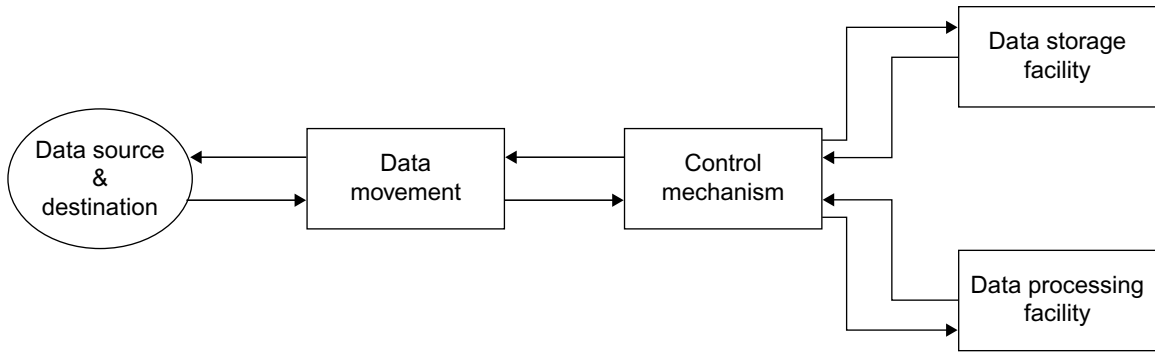 Data source
&
destination
Data
movement
Control
mechanism
Data storage
facility
Data processing
facility